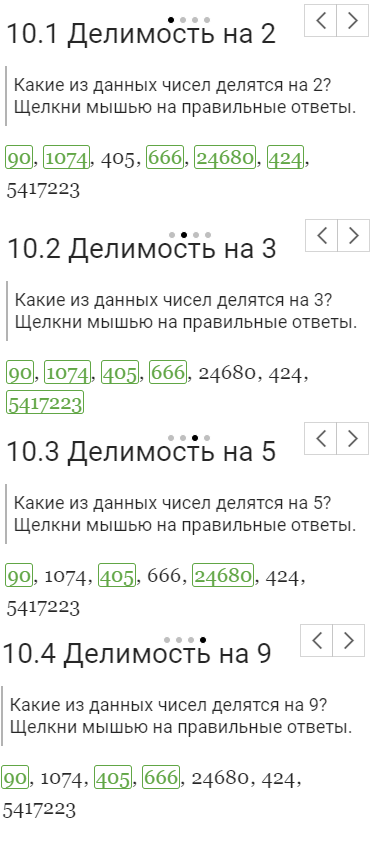 10.1 Делимость на 2
Какие из данных чисел делятся на 2?
Щелкни мышью на правильные ответы.
90, 1074, 405, 666, 24680, 424,
5417223
10.2 Делимость на 3
Какие из данных чисел делятся на 3?
Щелкни мышью на правильные ответы.
90, 1074, 405, 666, 24680, 424,
5417223
10.3 Делимость на 5
Какие из данных чисел делятся на 5?
Щелкни мышью на правильные ответы.
90, 1074, 405, 666, 24680, 424,
5417223
10.4 Делимость на 9
Какие из данных чисел делятся на 9?
Щелкни мышью на правильные ответы.
90, 1074, 405, 666, 24680, 424,
5417223